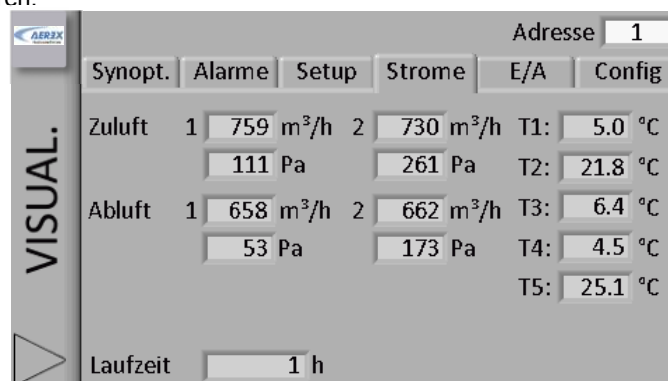 en.
AEREX
Adresse 1
Synopt. Alarme Setup Strome E/A Config
VISUAL.
Zuluft 1 759 m³/h 2 730 m³/h T1: 5.0 °C
111 Pa 261 Pa T2: 21.8 °C
Abluft 1 658 m³/h 2 662 m³/h T3: 6.4 °C
53 Pa 173 Pa T4: 4.5 °C
T5: 25.1 °C
Laufzeit 1 h